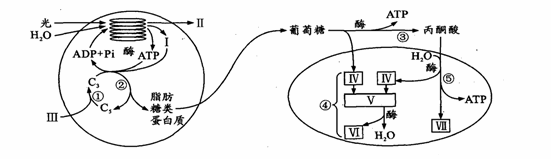 光
H₂O
Ⅱ
Ⅰ
酶
ADP+Pi
ATP
C₃
②
①
C₅
Ⅲ
脂肪
糖类
蛋白质
葡萄糖
酶
ATP
③
丙酮酸
H₂O
酶
⑤
Ⅳ
Ⅳ
④
Ⅴ
酶
ATP
Ⅵ
H₂O
Ⅶ